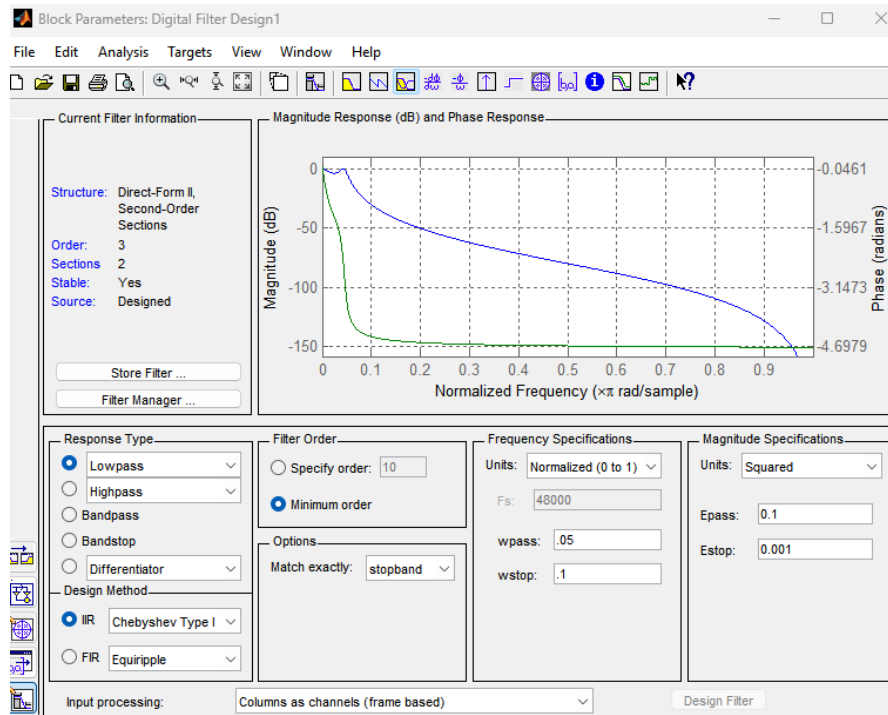 Block Parameters: Digital Filter Design1
File Edit Analysis Targets View Window Help
Current Filter Information
Structure: Direct-Form II,
Second-Order
Sections
Order: 3
Sections 2
Stable: Yes
Source: Designed
Store Filter ...
Filter Manager ...
Magnitude Response (dB) and Phase Response
Magnitude (dB)
0
-50
-100
-150
-0.0461
-1.5967
-3.1473
-4.6979
Phase (radians)
0 0.1 0.2 0.3 0.4 0.5 0.6 0.7 0.8 0.9
Normalized Frequency (×π rad/sample)
Response Type
Lowpass
Highpass
Bandpass
Bandstop
Differentiator
Design Method
IIR Chebyshev Type I
FIR Equiripple
Filter Order
Specify order: 10
Minimum order
Options
Match exactly: stopband
Frequency Specifications
Units: Normalized (0 to 1)
Fs: 48000
wpass: .05
wstop: .1
Magnitude Specifications
Units: Squared
Epass: 0.1
Estop: 0.001
Input processing: Columns as channels (frame based)
Design Filter